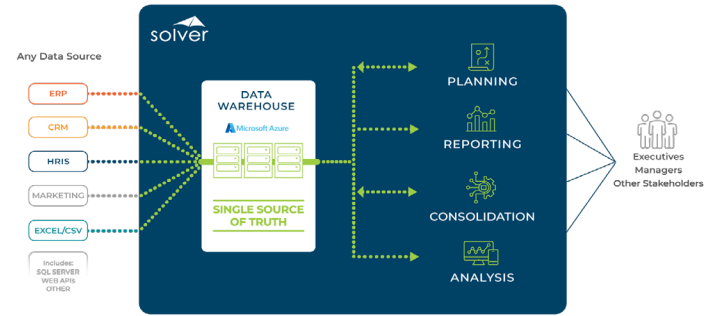 solver
Any Data Source
ERP
CRM
HRIS
MARKETING
EXCEL/CSV
Includes:
SQL SERVER
WEB APIs
OTHER
DATA
WAREHOUSE
Microsoft Azure
SINGLE SOURCE
OF TRUTH
PLANNING
REPORTING
CONSOLIDATION
ANALYSIS
Executives
Managers
Other Stakeholders